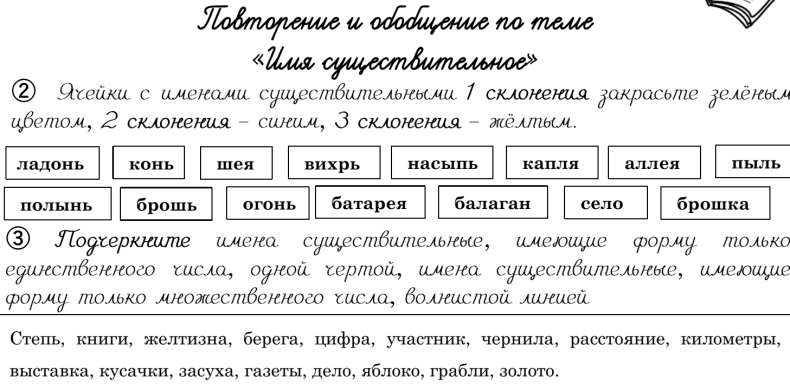 Повторение и обобщение по теме
«Имя существительное»
② Ячейки с именами существительными 1 склонения закрасьте зелёным
цветом, 2 склонения – синим, 3 склонения – жёлтым.
ладонь конь шея вихрь насыпь капля аллея пыль
полынь брошь огонь батарея балаган село брошка
③ Подчеркните имена существительные, имеющие форму только
единственного числа, одной чертой, имена существительные, имеющие
форму только множественного числа, волнистой линией
Степь, книги, желтизна, берега, цифра, участник, чернила, расстояние, километры,
выставка, кусачки, засуха, газеты, дело, яблоко, грабли, золото.